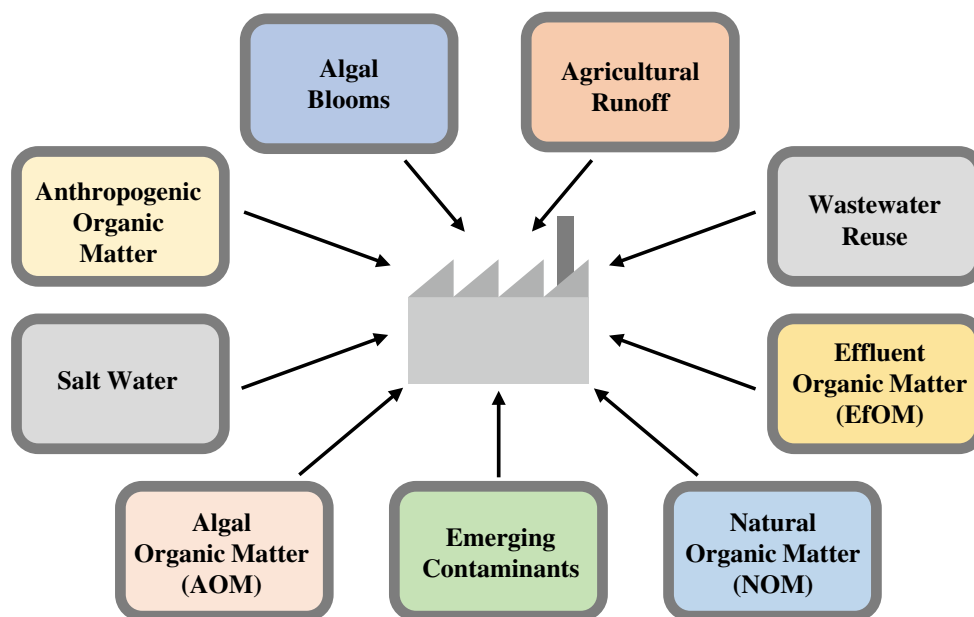 Algal
Blooms
Agricultural
Runoff
Anthropogenic
Organic
Matter
Wastewater
Reuse
Salt Water
Effluent
Organic Matter
(EfOM)
Algal
Organic Matter
(AOM)
Emerging
Contaminants
Natural
Organic Matter
(NOM)